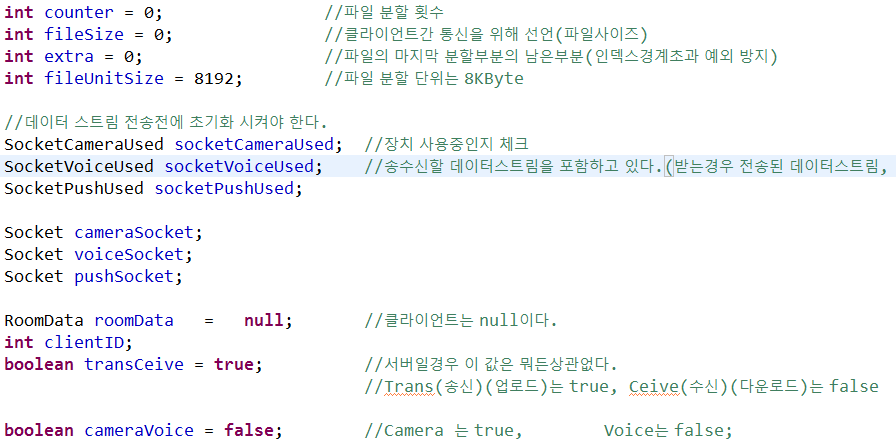 int counter = 0; //파일 분할 횟수
int fileSize = 0; //클라이언트간 통신을 위해 선언(파일사이즈)
int extra = 0; //파일의 마지막 분할부분의 남은부분(인덱스경계초과 예외 방지)
int fileUnitSize = 8192; //파일 분할 단위는 8KByte
//데이터 스트림 전송전에 초기화 시켜야 한다.
SocketCameraUsed socketCameraUsed; //장치 사용중인지 체크
SocketVoiceUsed socketVoiceUsed; //송수신할 데이터스트림을 포함하고 있다.(받는경우 전송된 데이터스트림,
SocketPushUsed socketPushUsed;
Socket cameraSocket;
Socket voiceSocket;
Socket pushSocket;
RoomData roomData = null; //클라이언트는 null이다.
int clientID;
boolean transCeive = true; //서버일경우 이 값은 뭐든상관없다.
//Trans(송신)(업로드)는 true, Ceive(수신)(다운로드)는 false
boolean cameraVoice = false; //Camera 는 true, Voice는 false;